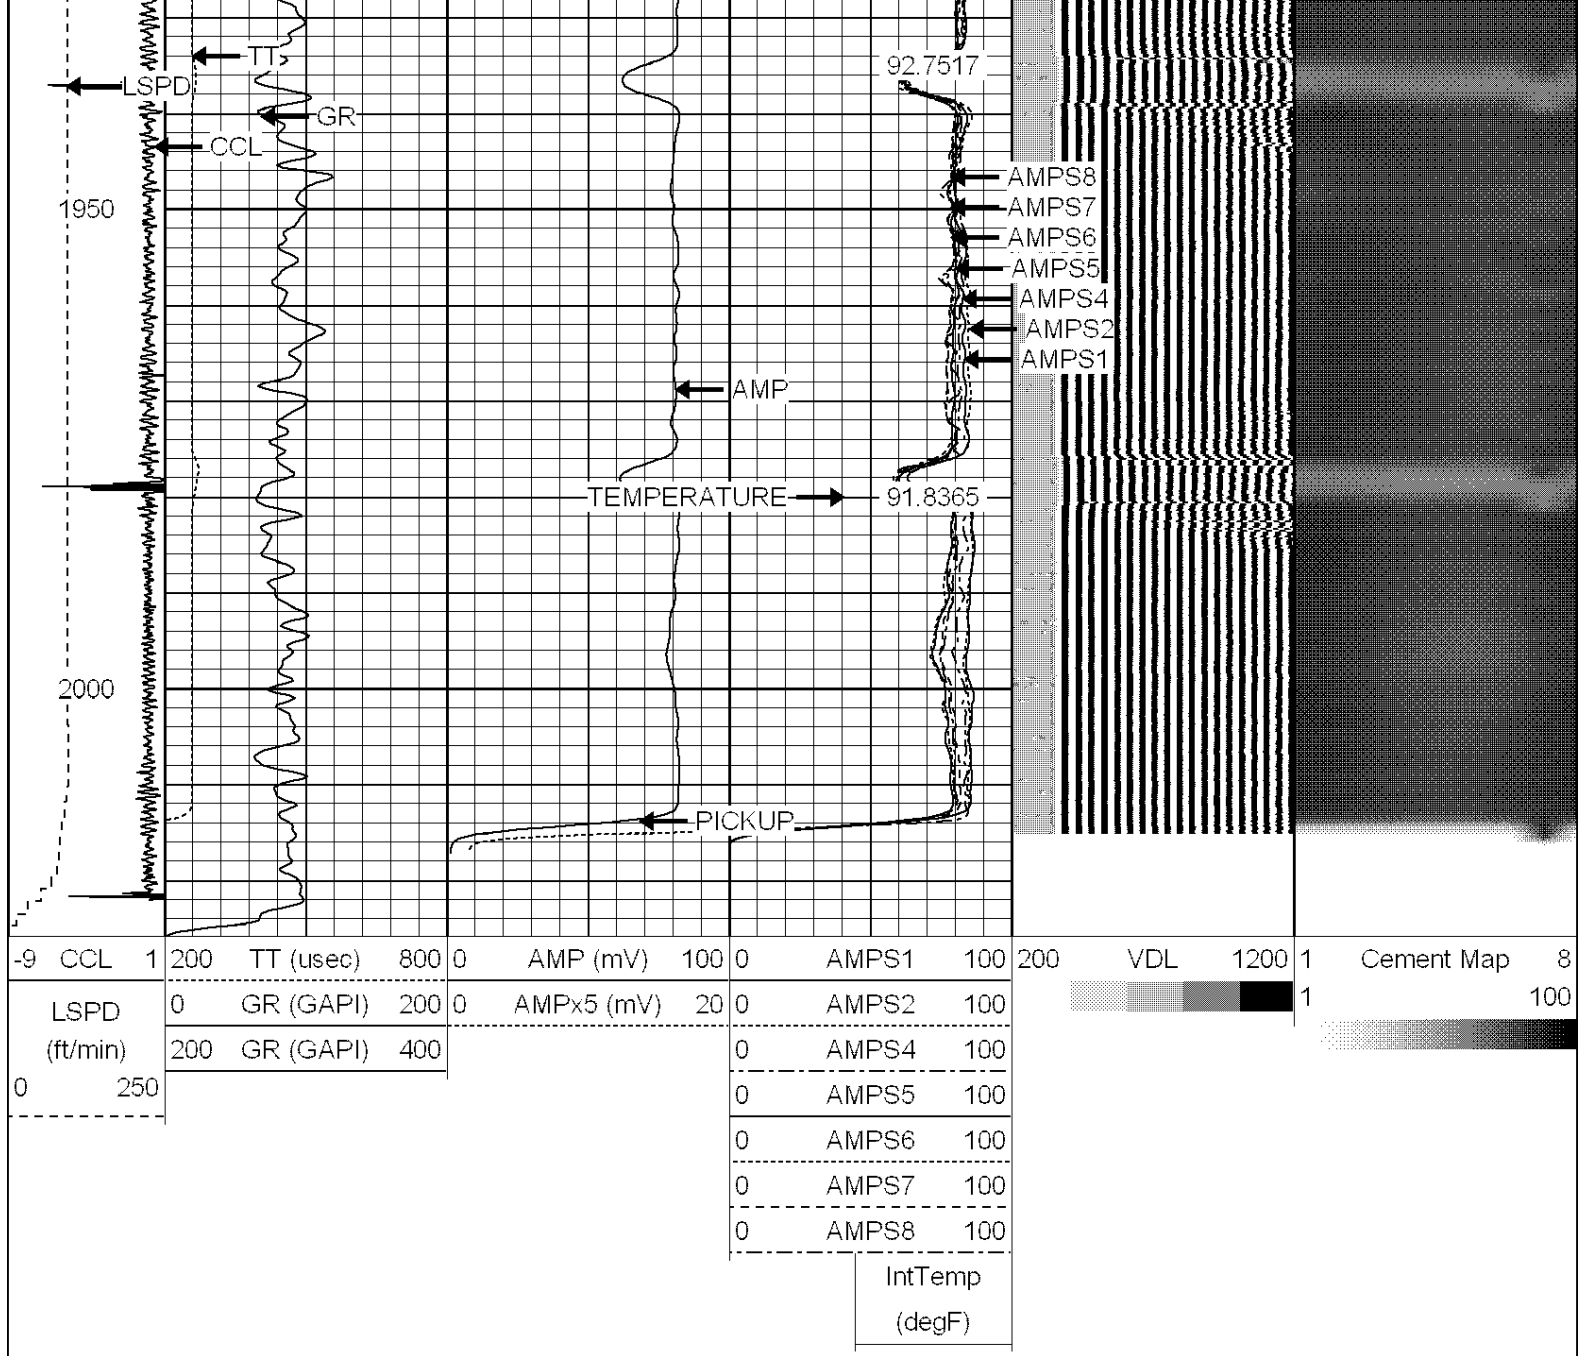 TT
92.7517
LSPD
GR
CCL
AMPS8
1950
AMPS7
AMPS6
AMPS5
AMPS4
AMPS2
AMPS1
AMP
TEMPERATURE 91.8365
2000
PICKUP
-9 CCL 1 200 TT (usec) 800 0 AMP (mV) 100 0 AMPS1 100 200 VDL 1200 1 Cement Map 8
LSPD 0 GR (GAPI) 200 0 AMPx5 (mV) 20 0 AMPS2 100 1 100
(ft/min) 200 GR (GAPI) 400 0 AMPS4 100
0 250 0 AMPS5 100
0 AMPS6 100
0 AMPS7 100
0 AMPS8 100
IntTemp
(degF)